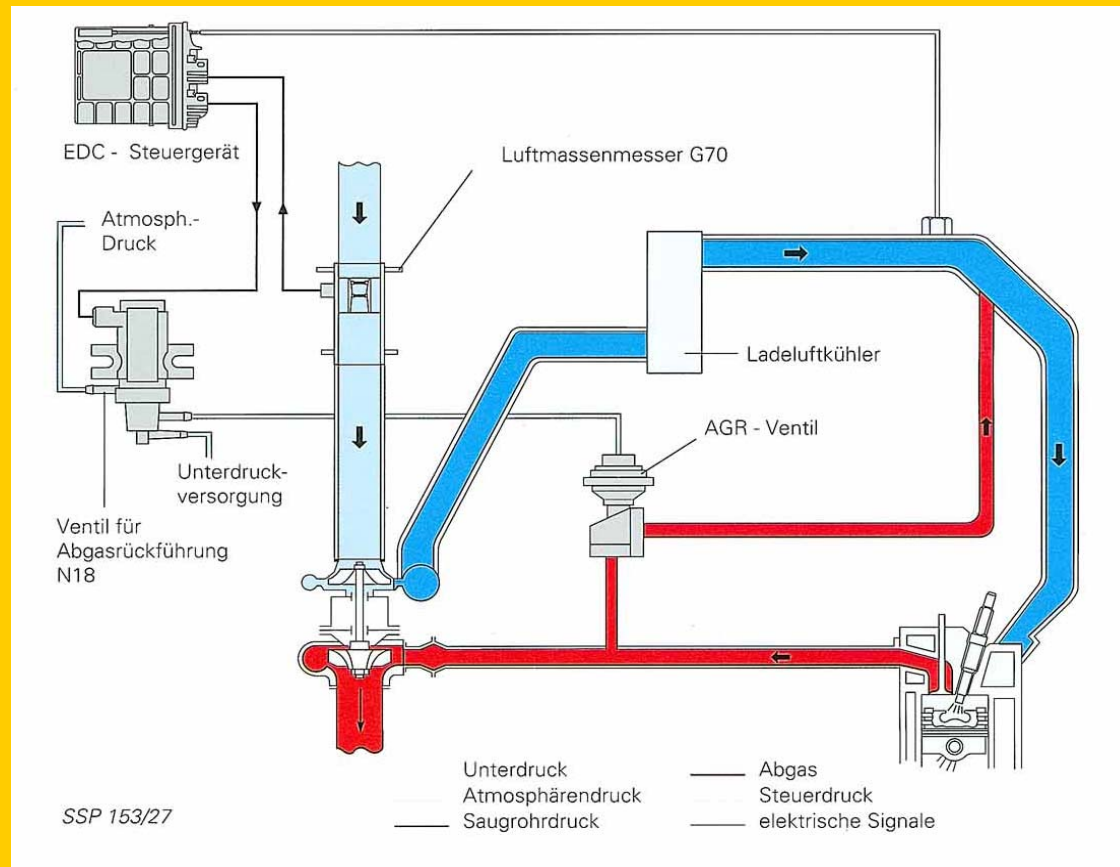 EDC - Steuergerät
Luftmassenmesser G70
Atmosph.-
Druck
Ladeluftkühler
AGR - Ventil
Unterdruck-
versorgung
Ventil für
Abgasrückführung
N18
Unterdruck
Abgas
Atmosphärendruck
Steuerdruck
Saugrohrdruck
elektrische Signale
SSP 153/27